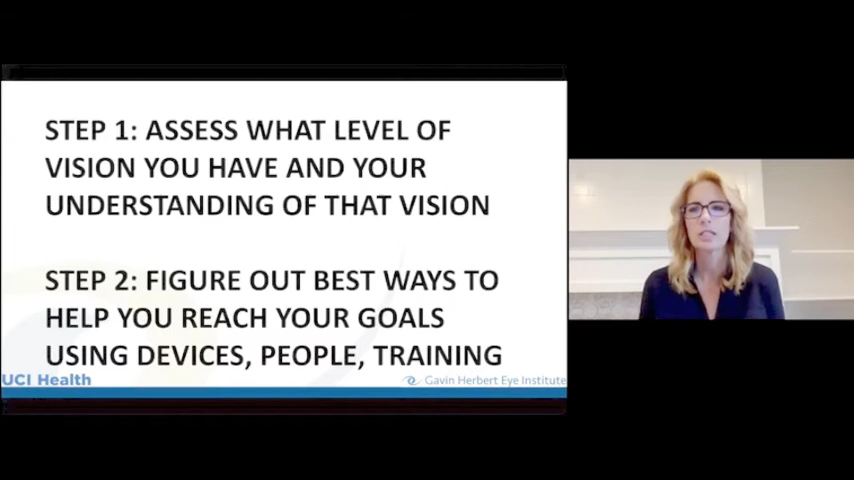 STEP 1: ASSESS WHAT LEVEL OF
VISION YOU HAVE AND YOUR
UNDERSTANDING OF THAT VISION
STEP 2: FIGURE OUT BEST WAYS TO
HELP YOU REACH YOUR GOALS
USING DEVICES, PEOPLE, TRAINING
UCI Health
Gavin Herbert Eye Institute